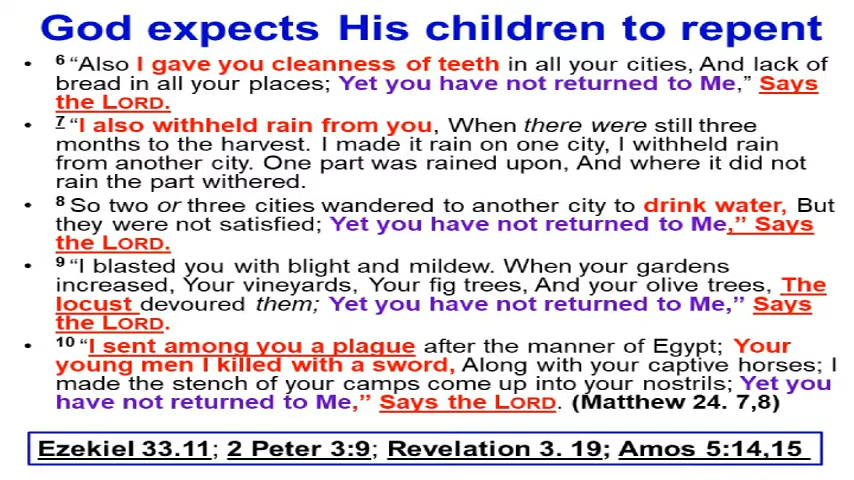 God expects His children to repent
• 6 “Also I gave you cleanness of teeth in all your cities, And lack of
bread in all your places; Yet you have not returned to Me,” Says
the LORD.
• 7 “I also withheld rain from you, When there were still three
months to the harvest. I made it rain on one city, I withheld rain
from another city. One part was rained upon, And where it did not
rain the part withered.
• 8 So two or three cities wandered to another city to drink water, But
they were not satisfied; Yet you have not returned to Me,” Says
the LORD.
• 9 “I blasted you with blight and mildew. When your gardens
increased, Your vineyards, Your fig trees, And your olive trees, The
locust devoured them; Yet you have not returned to Me,” Says
the LORD.
• 10 “I sent among you a plague after the manner of Egypt; Your
young men I killed with a sword, Along with your captive horses; I
made the stench of your camps come up into your nostrils; Yet you
have not returned to Me,” Says the LORD. (Matthew 24. 7,8)
Ezekiel 33.11; 2 Peter 3:9; Revelation 3. 19; Amos 5:14,15